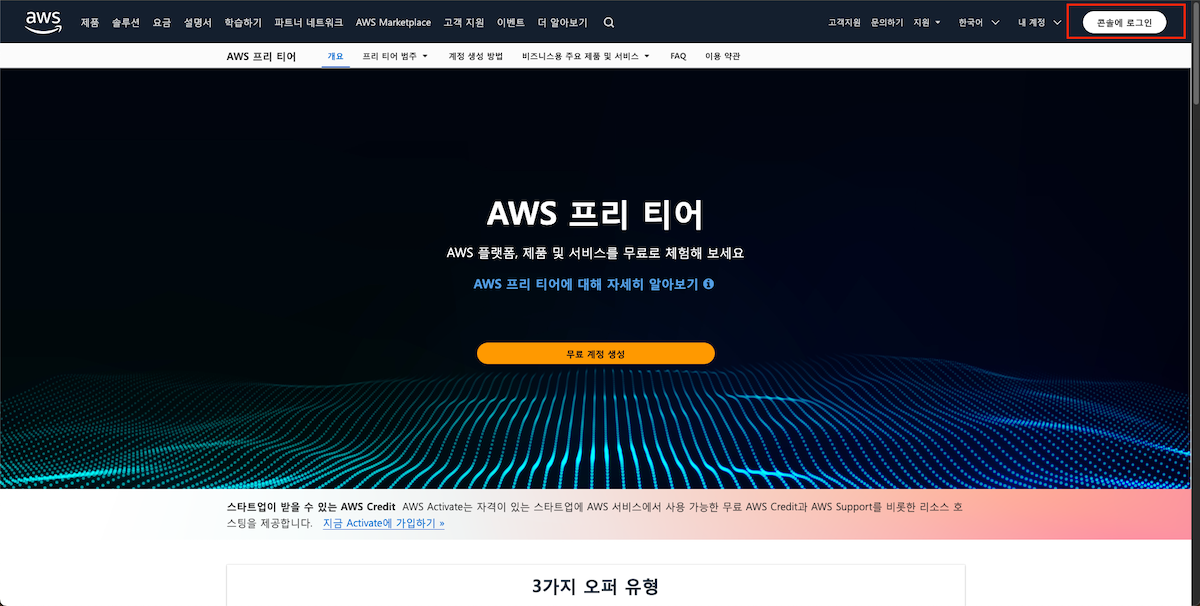 aws 제품 솔루션 요금 설명서 학습하기 파트너 네트워크 AWS Marketplace 고객 지원 이벤트 더 알아보기 고객지원 문의하기 지원 한국어 내 계정 콘솔에 로그인
AWS 프리 티어 개요 프리 티어 범주 계정 생성 방법 비즈니스용 주요 제품 및 서비스 FAQ 이용 약관
AWS 프리 티어
AWS 플랫폼, 제품 및 서비스를 무료로 체험해 보세요
AWS 프리 티어에 대해 자세히 알아보기
무료 계정 생성
스타트업이 받을 수 있는 AWS Credit AWS Activate는 자격이 있는 스타트업에 AWS 서비스에서 사용 가능한 무료 AWS Credit과 AWS Support를 비롯한 리소스 호
스팅을 제공합니다. 지금 Activate에 가입하기 »
3가지 오퍼 유형